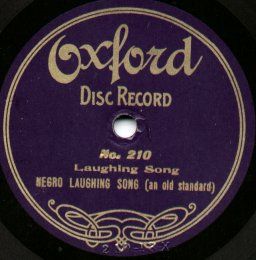 Oxford
DISC RECORD
No. 210
Laughing Song
NEGRO LAUGHING SONG (an old standard)